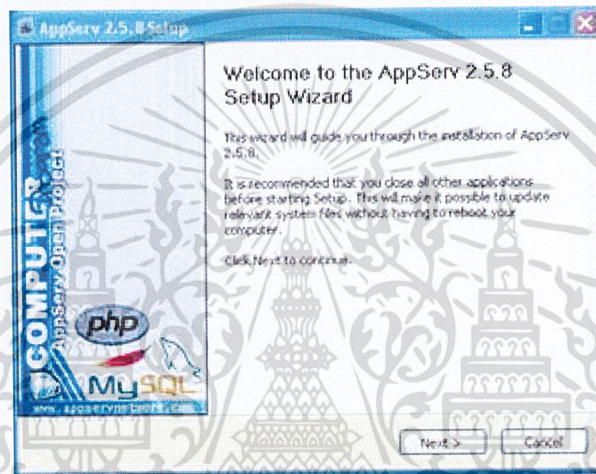 AppServ 2.5.8 Setup
Welcome to the AppServ 2.5.8
Setup Wizard
This wizard will guide you through the installation of AppServ
2.5.8.
It is recommended that you close all other applications
before starting Setup. This will make it possible to update
relevant system files without having to reboot your
computer.
Click Next to continue.
COMPUTER
AppServ Open Project
php
MySQL
www.appservnetwork.com
Next >
Cancel